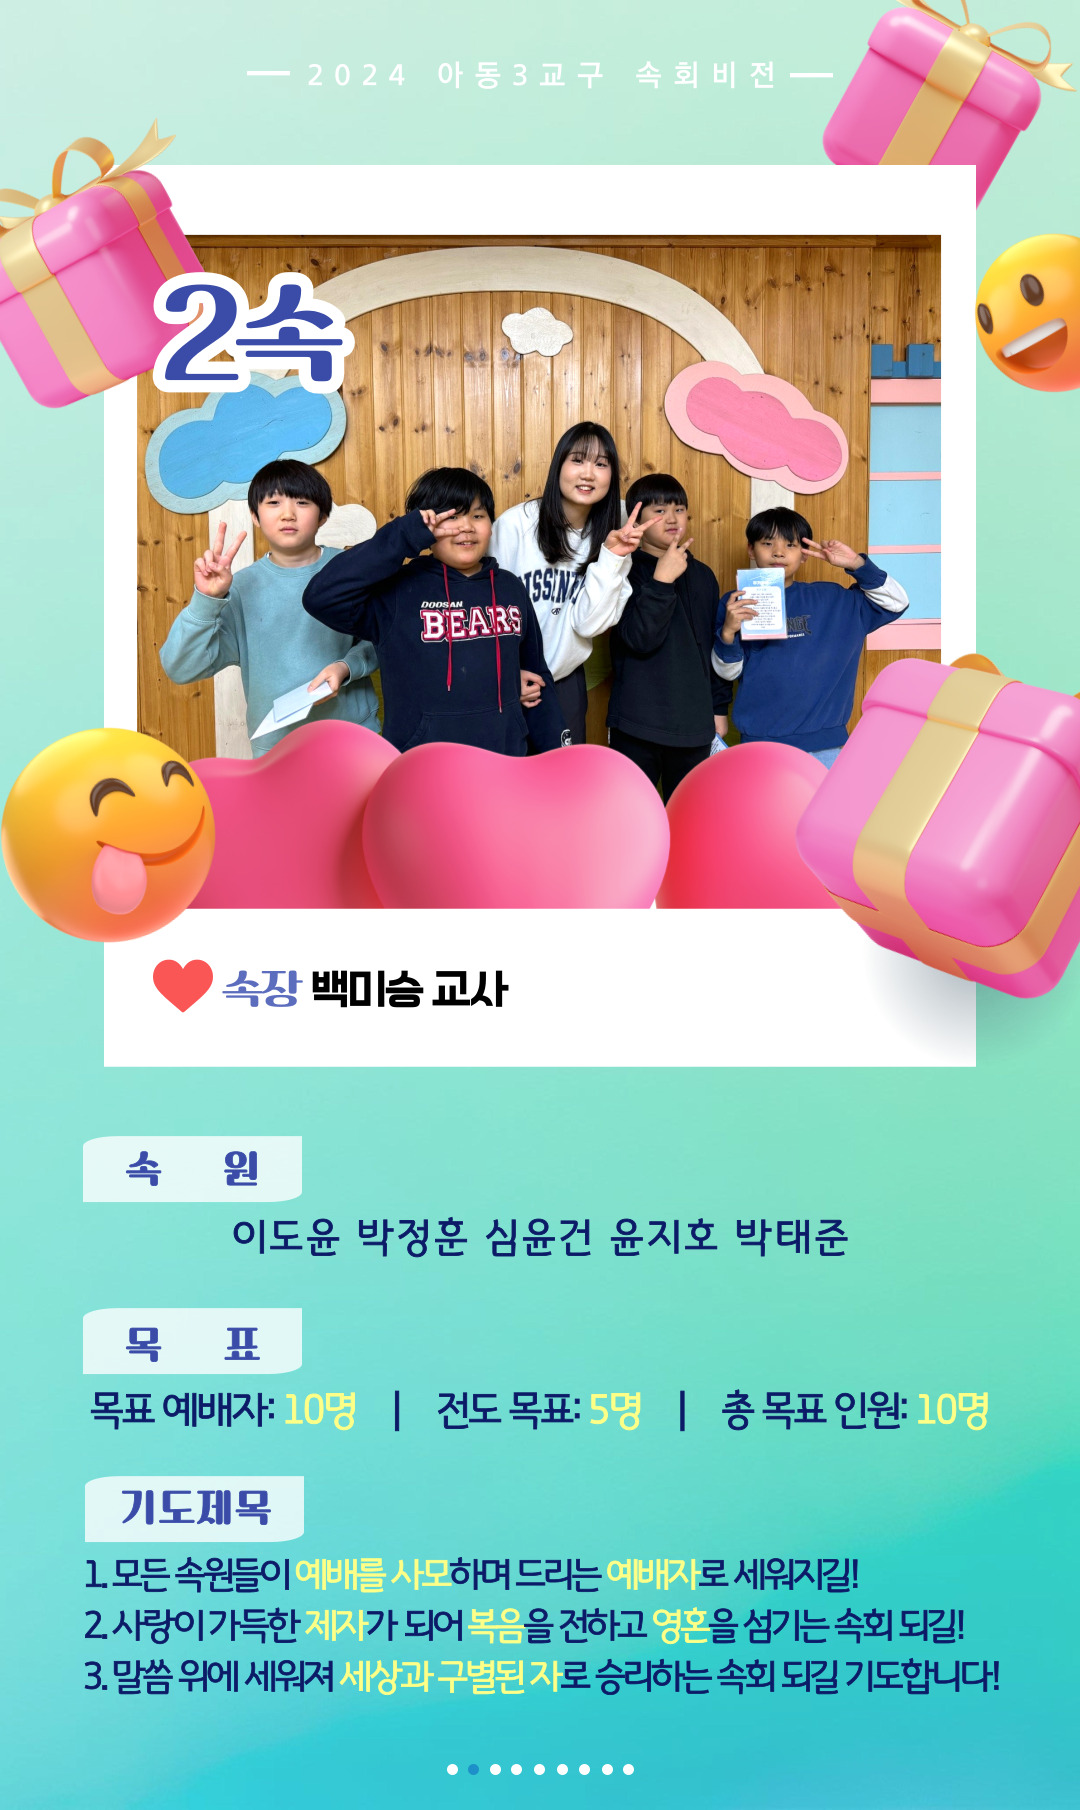 2024 아동3교구 속회비전
2속
DOOSAN
BEARS
속장 백미승 교사
속 원
이도윤 박정훈 심윤건 윤지호 박태준
목 표
목표 예배자: 10명 | 전도 목표: 5명 | 총 목표 인원: 10명
기도제목
1. 모든 속원들이 예배를 사모하며 드리는 예배자로 세워지길!
2. 사랑이 가득한 제자가 되어 복음을 전하고 영혼을 섬기는 속회 되길!
3. 말씀 위에 세워져 세상과 구별된 자로 승리하는 속회 되길 기도합니다!